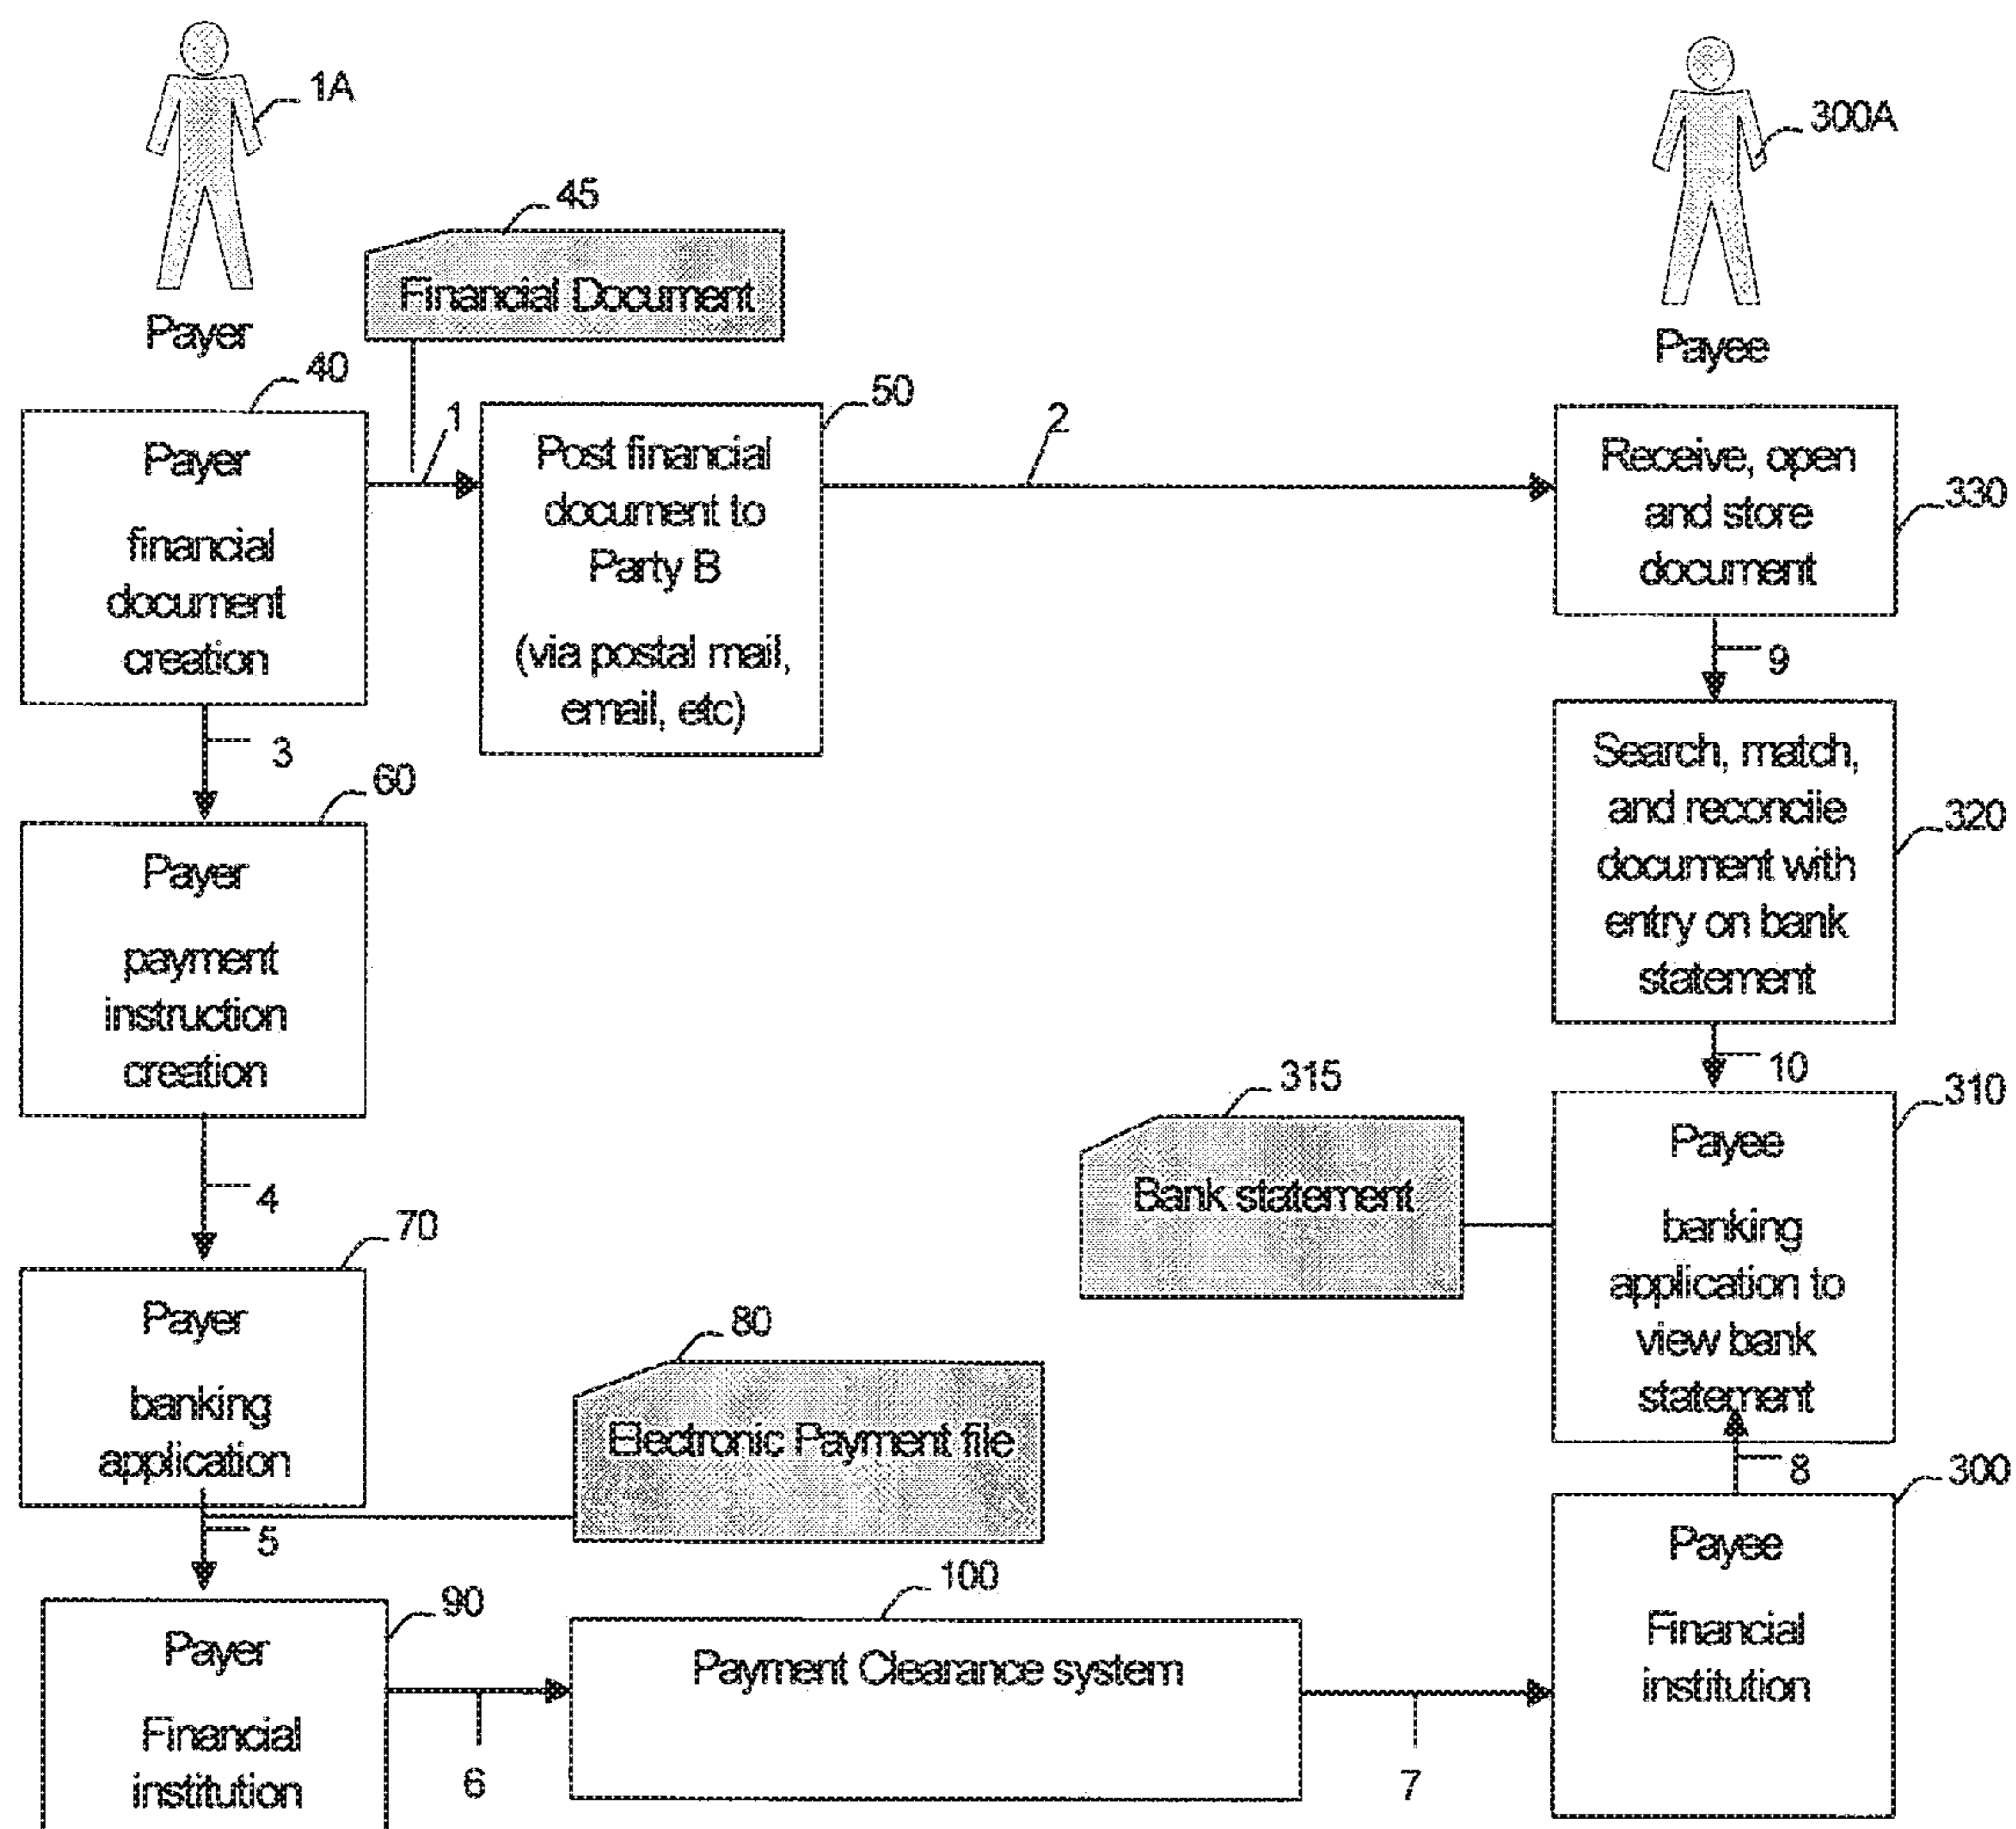 1A
Payer
300A
Payee
45
Financial Document
40
Payer
financial
document
creation
1
50
Post financial
document to
Party B
(via postal mail,
email, etc)
2
330
Receive, open
and store
document
9
3
60
Payer
payment
instruction
creation
320
Search, match,
and reconcile
document with
entry on bank
statement
10
4
70
Payer
banking
application
315
Bank statement
310
Payee
banking
application to
view bank
statement
80
Electronic Payment file
5
8
90
Payer
Financial
institution
6
100
Payment Clearance system
7
300
Payee
Financial
institution